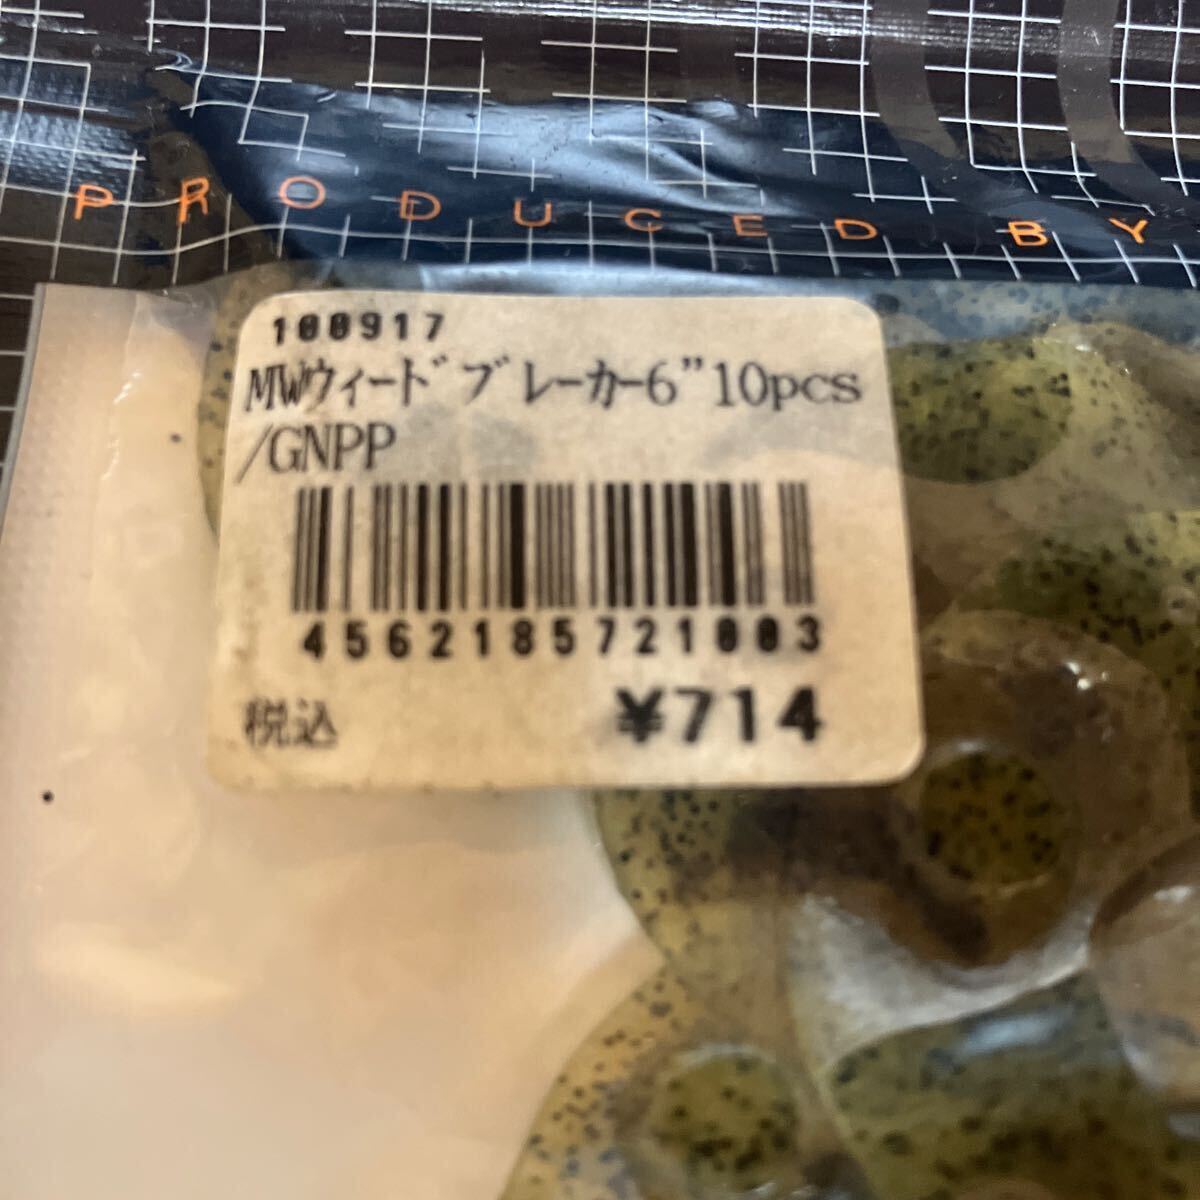 PRODUCED BY
100917
MWウィードブレーカー6”10pcs
/GNPP
4562185721003
税込 ¥714